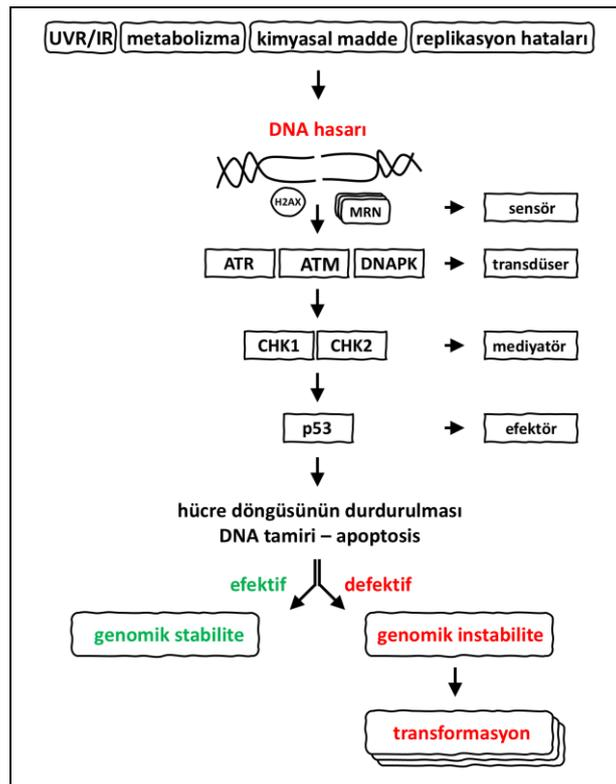 UVR/IR metabolizma kimyasal madde replikasyon hataları
DNA hasarı
H2AX MRN sensör
ATR ATM DNAPK transdüser
CHK1 CHK2 mediyatör
p53 efektör
hücre döngüsünün durdurulması
DNA tamiri – apoptosis
efektif defektif
genomik stabilite genomik instabilite
transformasyon